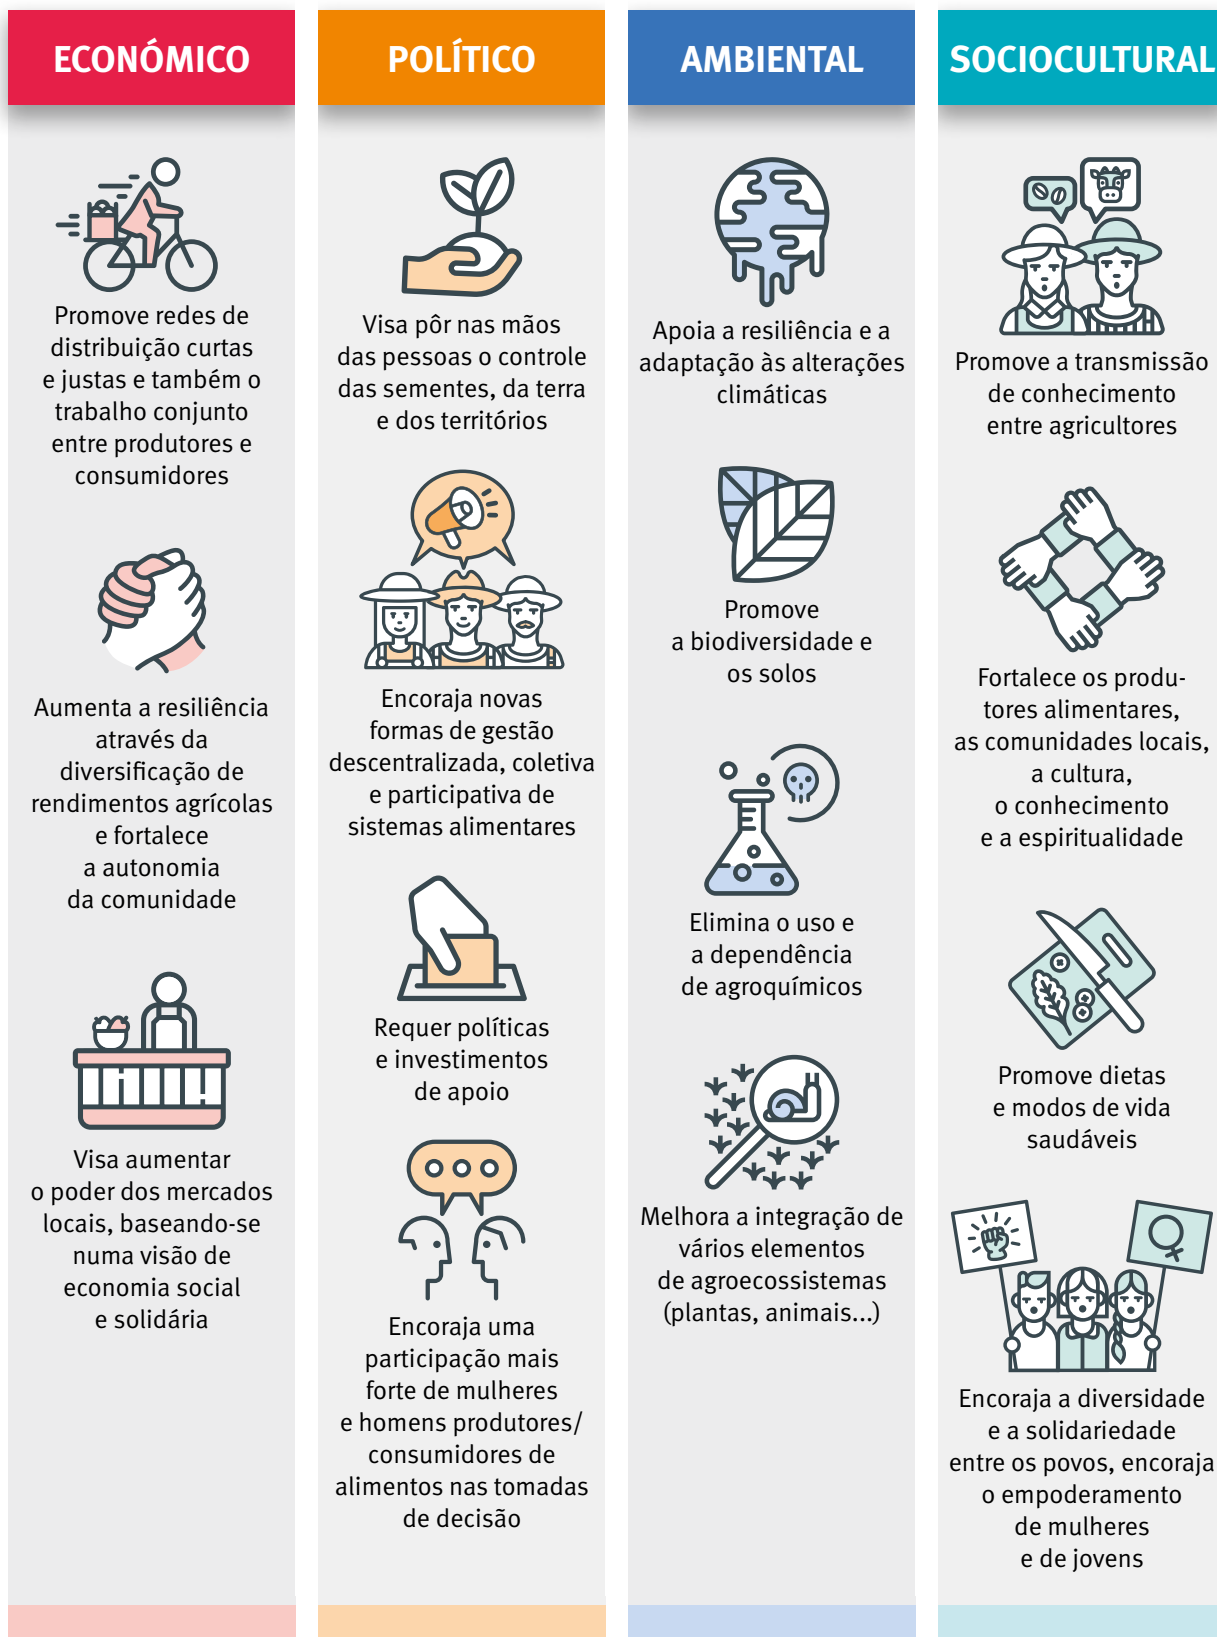 ECONÓMICO
Promove redes de
distribuição curtas
e justas e também o
trabalho conjunto
entre produtores e
consumidores
Aumenta a resiliência
através da
diversificação de
rendimentos agrícolas
e fortalece
a autonomia
da comunidade
Visa aumentar
o poder dos mercados
locais, baseando-se
numa visão de
economia social
e solidária
POLÍTICO
Visa pôr nas mãos
das pessoas o controle
das sementes, da terra
e dos territórios
Encoraja novas
formas de gestão
descentralizada, coletiva
e participativa de
sistemas alimentares
Requer políticas
e investimentos
de apoio
Encoraja uma
participação mais
forte de mulheres
e homens produtores/
consumidores de
alimentos nas tomadas
de decisão
AMBIENTAL
Apoia a resiliência e a
adaptação às alterações
climáticas
Promove
a biodiversidade e
os solos
Elimina o uso e
a dependência
de agroquímicos
Melhora a integração de
vários elementos
de agroecossistemas
(plantas, animais...)
SOCIOCULTURAL
Promove a transmissão
de conhecimento
entre agricultores
Fortalece os produ-
tores alimentares,
as comunidades locais,
a cultura,
o conhecimento
e a espiritualidade
Promove dietas
e modos de vida
saudáveis
Encoraja a diversidade
e a solidariedade
entre os povos, encoraja
o empoderamento
de mulheres
e de jovens